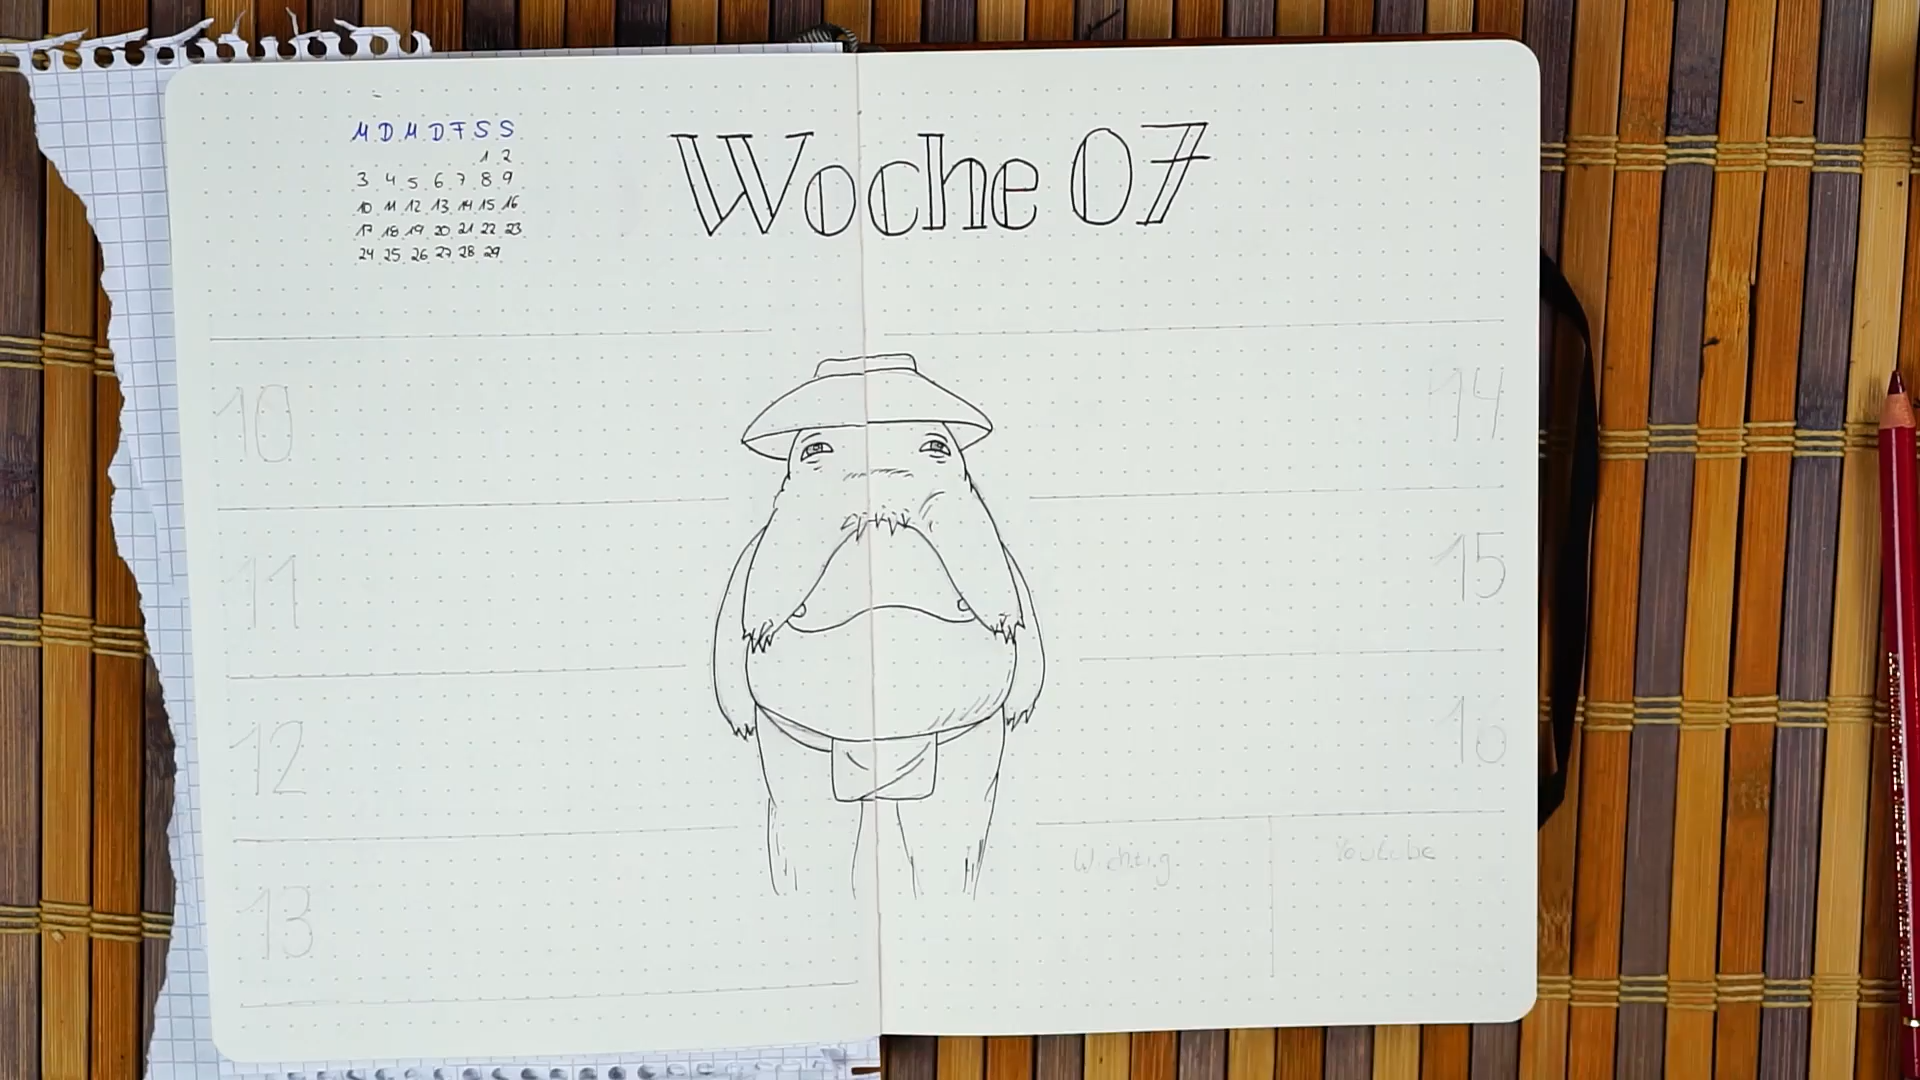 M D M D F S S
1 2
3 4 5 6 7 8 9
10 11 12 13 14 15 16
17 18 19 20 21 22 23
24 25 26 27 28 29
Woche 07
10
11
12
13
14
15
16
Wichtig
Youtube